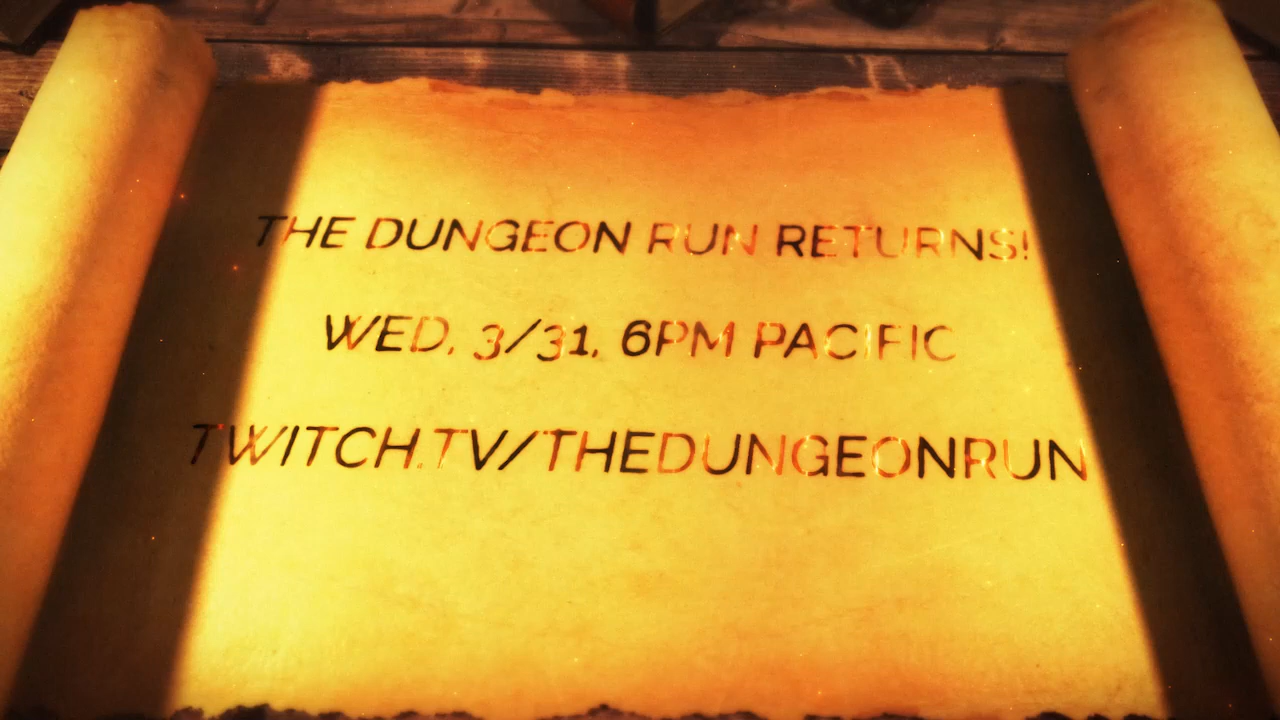 THE DUNGEON RUN RETURNS!
WED, 3/31, 6PM PACIFIC
TWITCH.TV/THEDUNGEONRUN